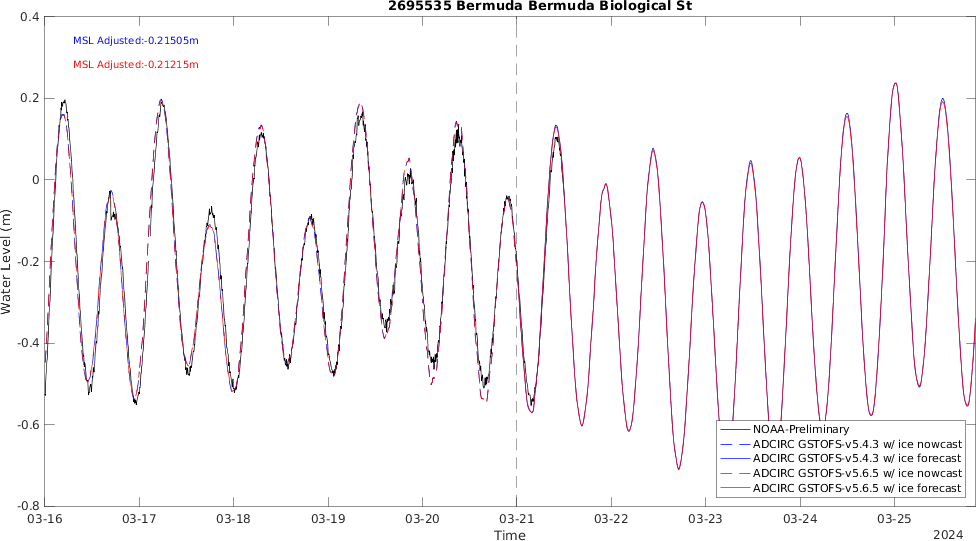 2695535 Bermuda Bermuda Biological St
MSL Adjusted:-0.21505m
MSL Adjusted:-0.21215m
Water Level (m)
0.4
0.2
0
-0.2
-0.4
-0.6
-0.8
NOAA-Preliminary
ADCIRC GSTOFS-v5.4.3 w/ ice nowcast
ADCIRC GSTOFS-v5.4.3 w/ ice forecast
ADCIRC GSTOFS-v5.6.5 w/ ice nowcast
ADCIRC GSTOFS-v5.6.5 w/ ice forecast
03-16 03-17 03-18 03-19 03-20 03-21 03-22 03-23 03-24 03-25
Time
2024